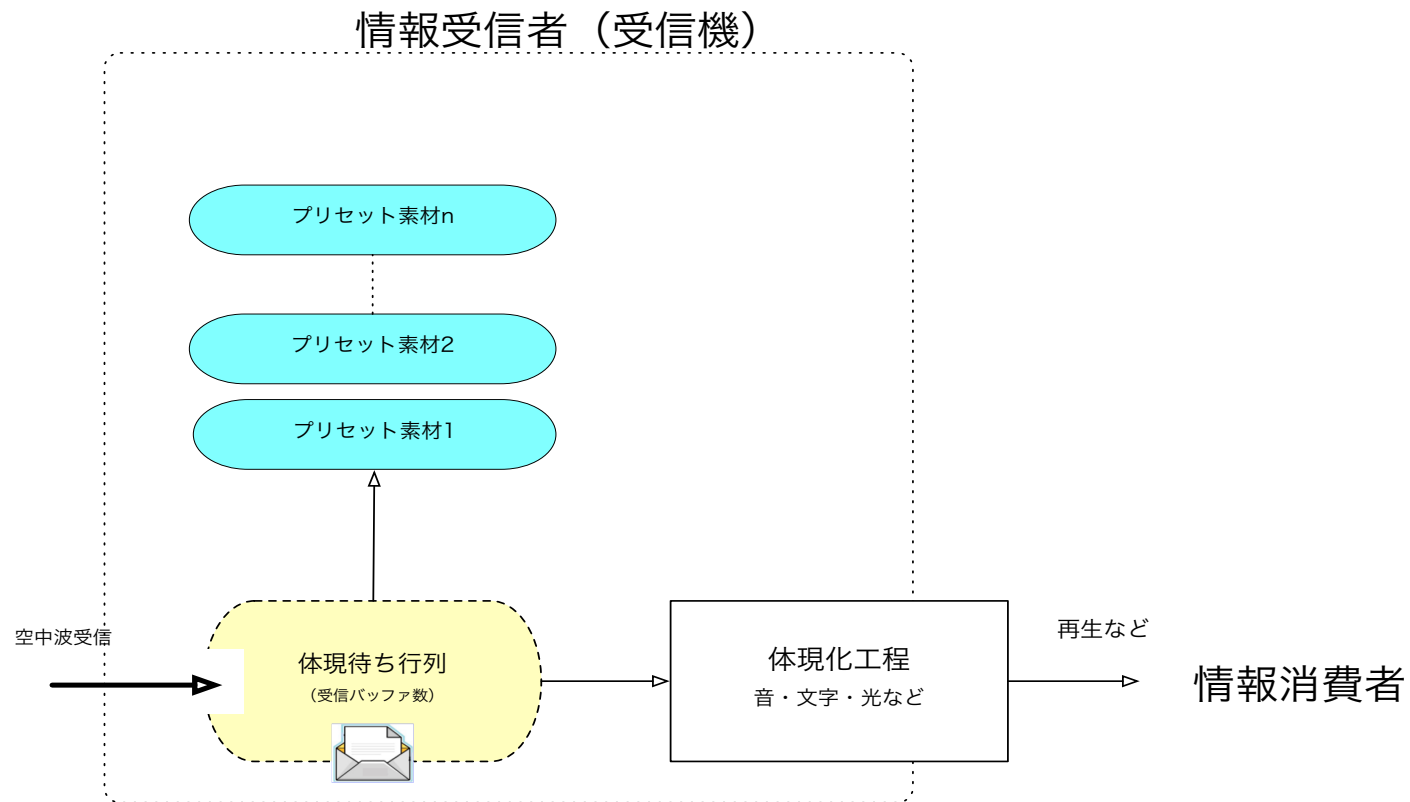 情報受信者（受信機）
プリセット素材n
プリセット素材2
プリセット素材1
空中波受信
体現待ち行列
（受信バッファ数）
体現化工程
音・文字・光など
再生など
情報消費者